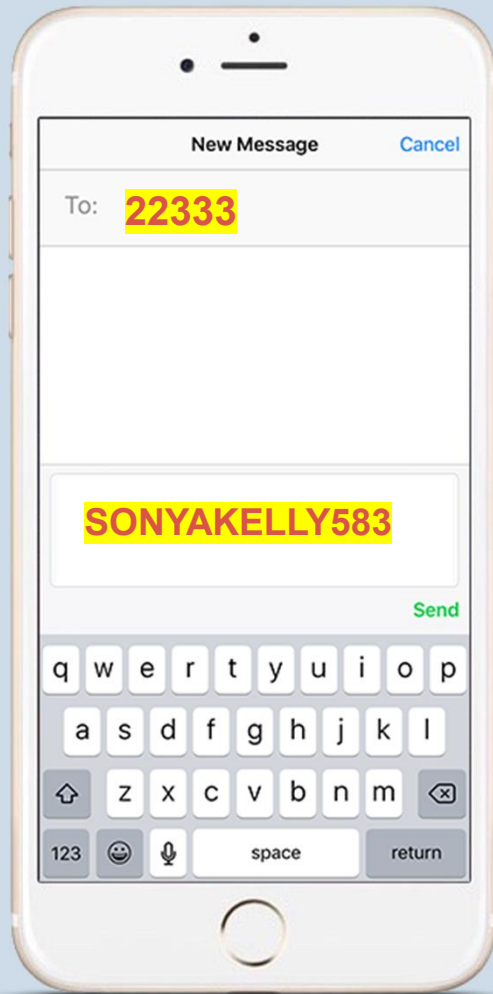 New Message Cancel
To: 22333
SONYAKELLY583
Send
q w e r t y u i o p
a s d f g h j k l
z x c v b n m
123 space return